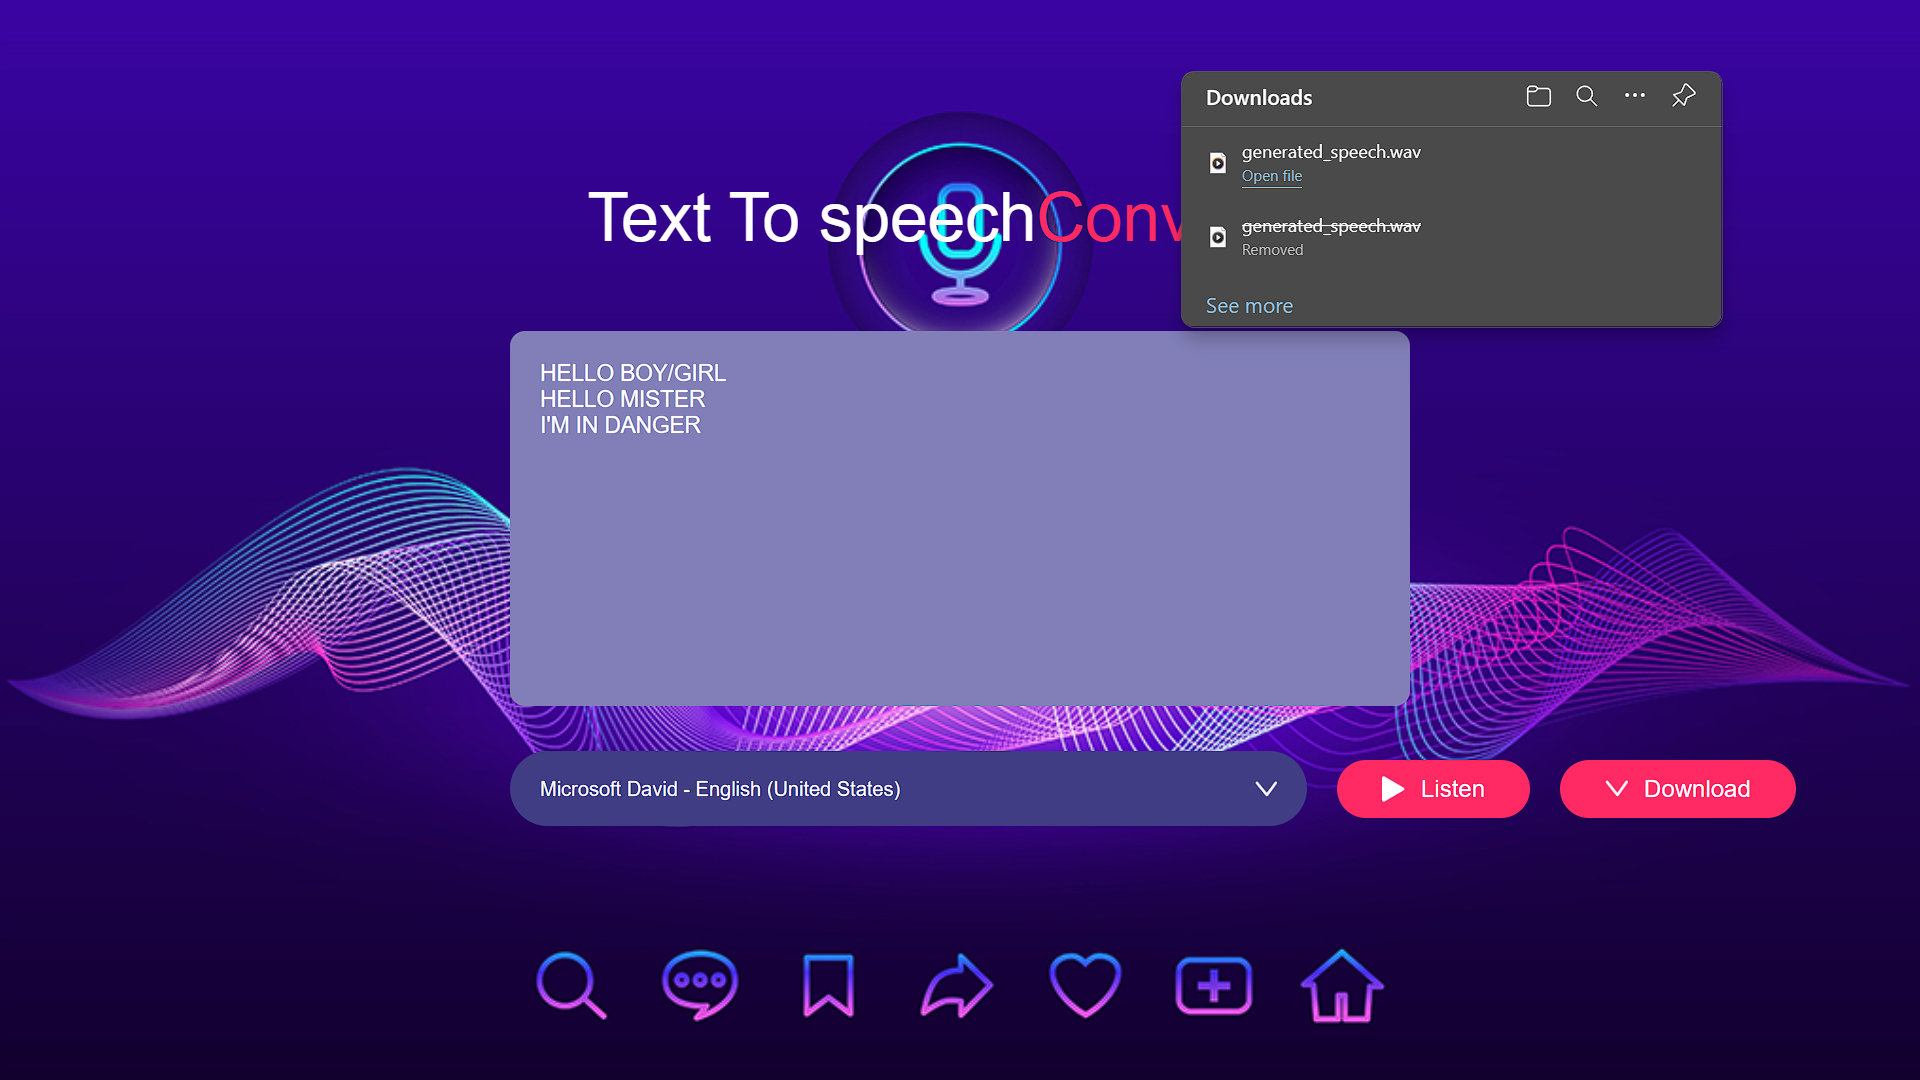 Downloads
generated_speech.wav
Open file
generated_speech.wav
Removed
See more
Text To speechConv
HELLO BOY/GIRL
HELLO MISTER
I'M IN DANGER
Microsoft David - English (United States)
Listen
Download